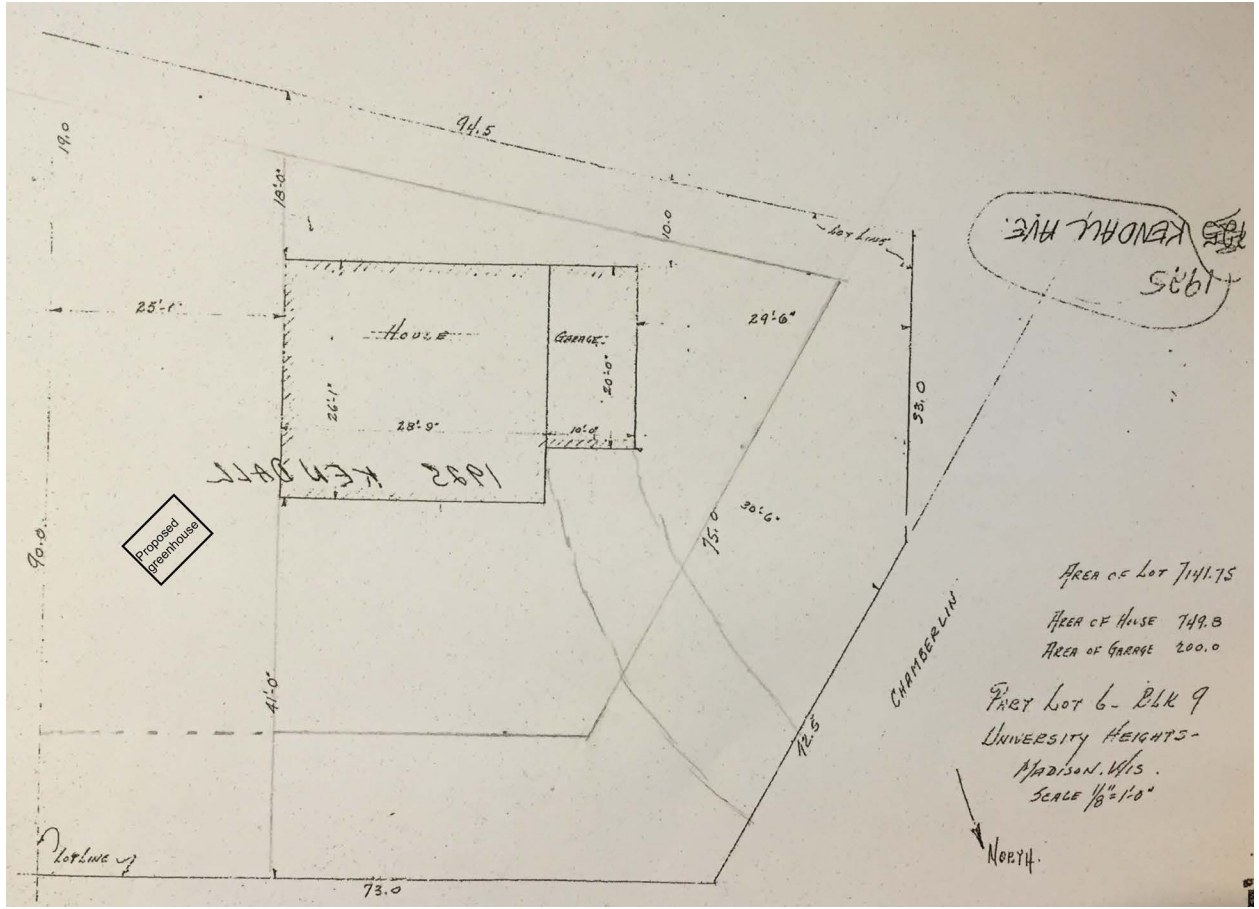 94.5
19.0
18'-0"
10.0
LOT LINE
KENDALL AVE.
1925
25'-1"
HOUSE
GARAGE
29'-6"
26'-1"
20'-0"
28'-9"
10'-0"
1925 KENDALL
53.0
Proposed
greenhouse
90.0
75.0
30'-6"
CHAMBERLIN
41'-0"
42.5
LOT LINE
73.0
AREA OF LOT 7141.75
AREA OF HOUSE 749.8
AREA OF GARAGE 200.0
PART LOT 6- BLK 9
UNIVERSITY HEIGHTS-
MADISON. WIS.
SCALE 1/8"=1'-0"
NORTH.